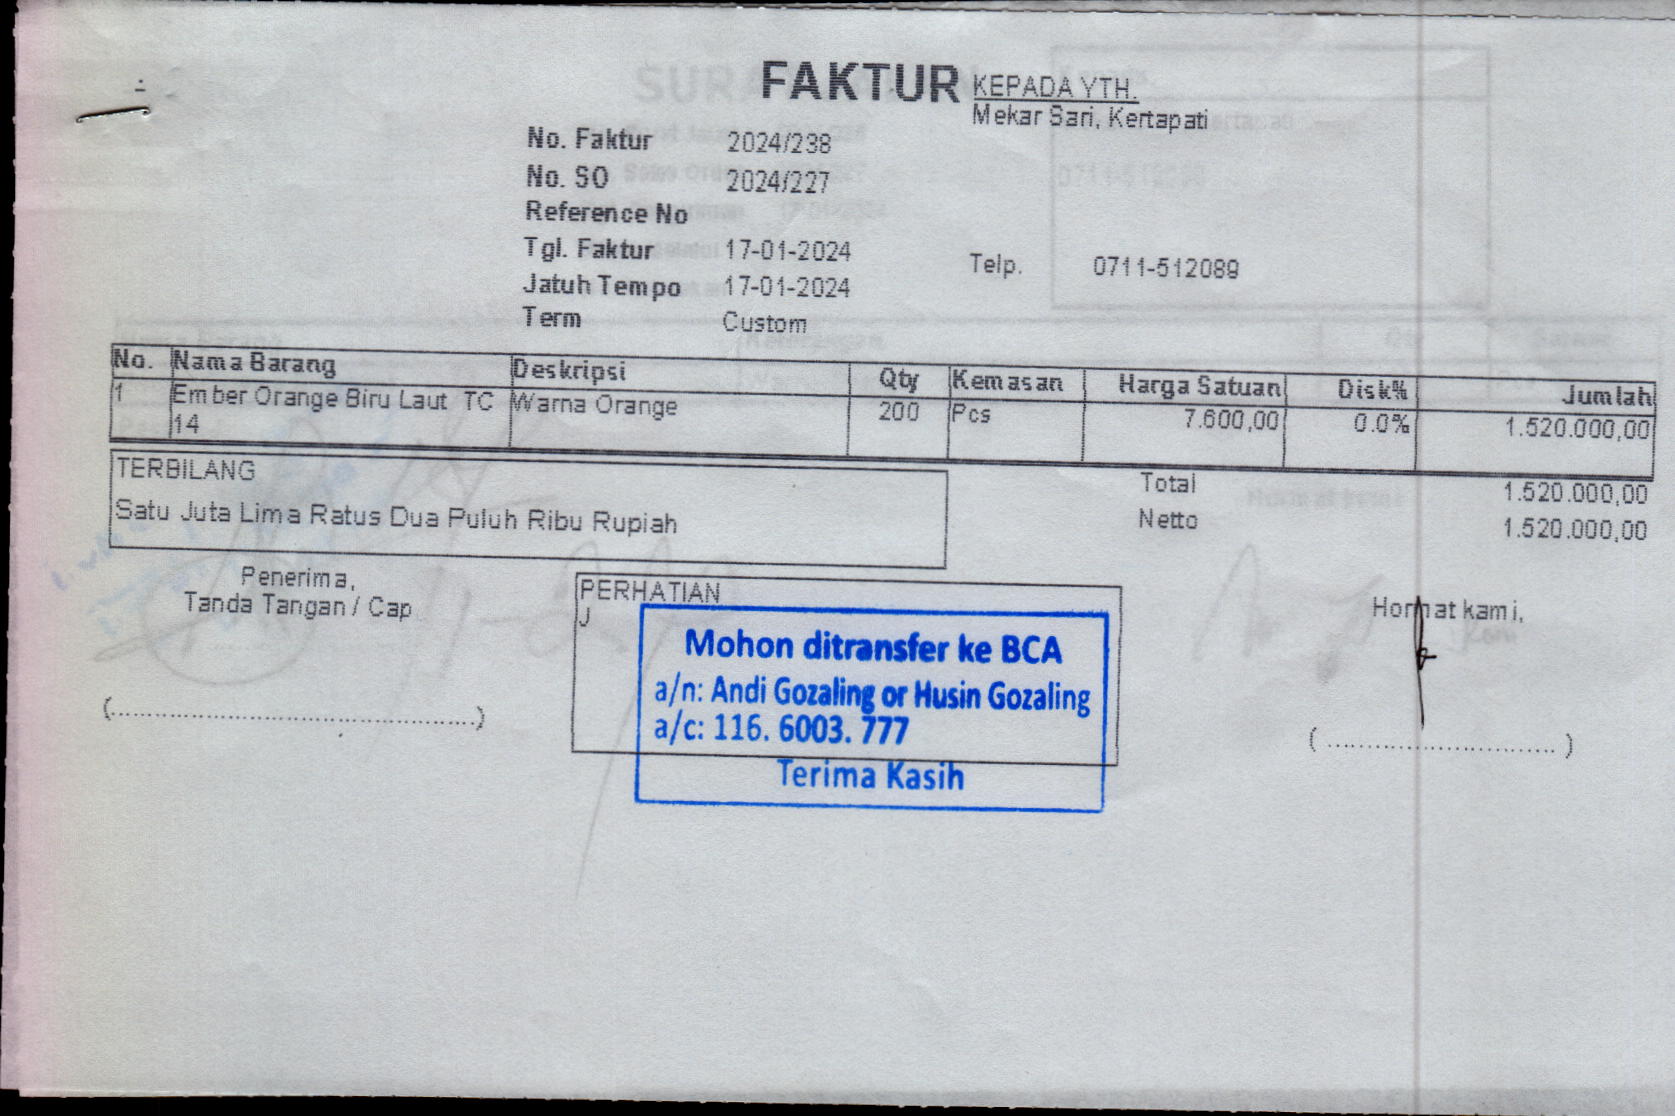 FAKTUR
KEPADA YTH.
Mekar Sari, Kertapati
No. Faktur 2024/238
No. SO 2024/227
Reference No
Tgl. Faktur 17-01-2024
Telp. 0711-512089
Jatuh Tempo 17-01-2024
Term Custom
No. Nama Barang Deskripsi Qty Kemasan Harga Satuan Disk% Jumlah
1 Ember Orange Biru Laut TC Warna Orange 200 Pcs 7.600,00 0.0% 1.520.000,00
14
TERBILANG
Satu Juta Lima Ratus Dua Puluh Ribu Rupiah
Total 1.520.000,00
Netto 1.520.000,00
Penerima,
Tanda Tangan / Cap
PERHATIAN
J
Mohon ditransfer ke BCA
a/n: Andi Gozaling or Husin Gozaling
a/c: 116. 6003. 777
Terima Kasih
Hormat kami,
(..................................................)
( ............................... )